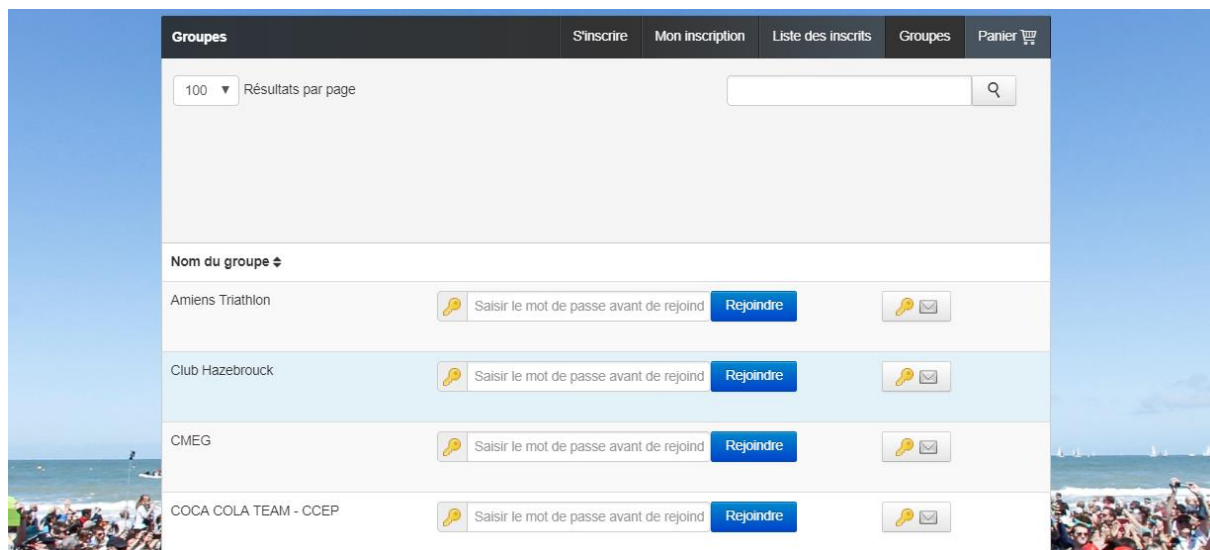 Groupes S'inscrire Mon inscription Liste des inscrits Groupes Panier
100 Résultats par page
Nom du groupe
Amiens Triathlon Saisir le mot de passe avant de rejoind Rejoindre
Club Hazebrouck Saisir le mot de passe avant de rejoind Rejoindre
CMEG Saisir le mot de passe avant de rejoind Rejoindre
COCA COLA TEAM - CCEP Saisir le mot de passe avant de rejoind Rejoindre